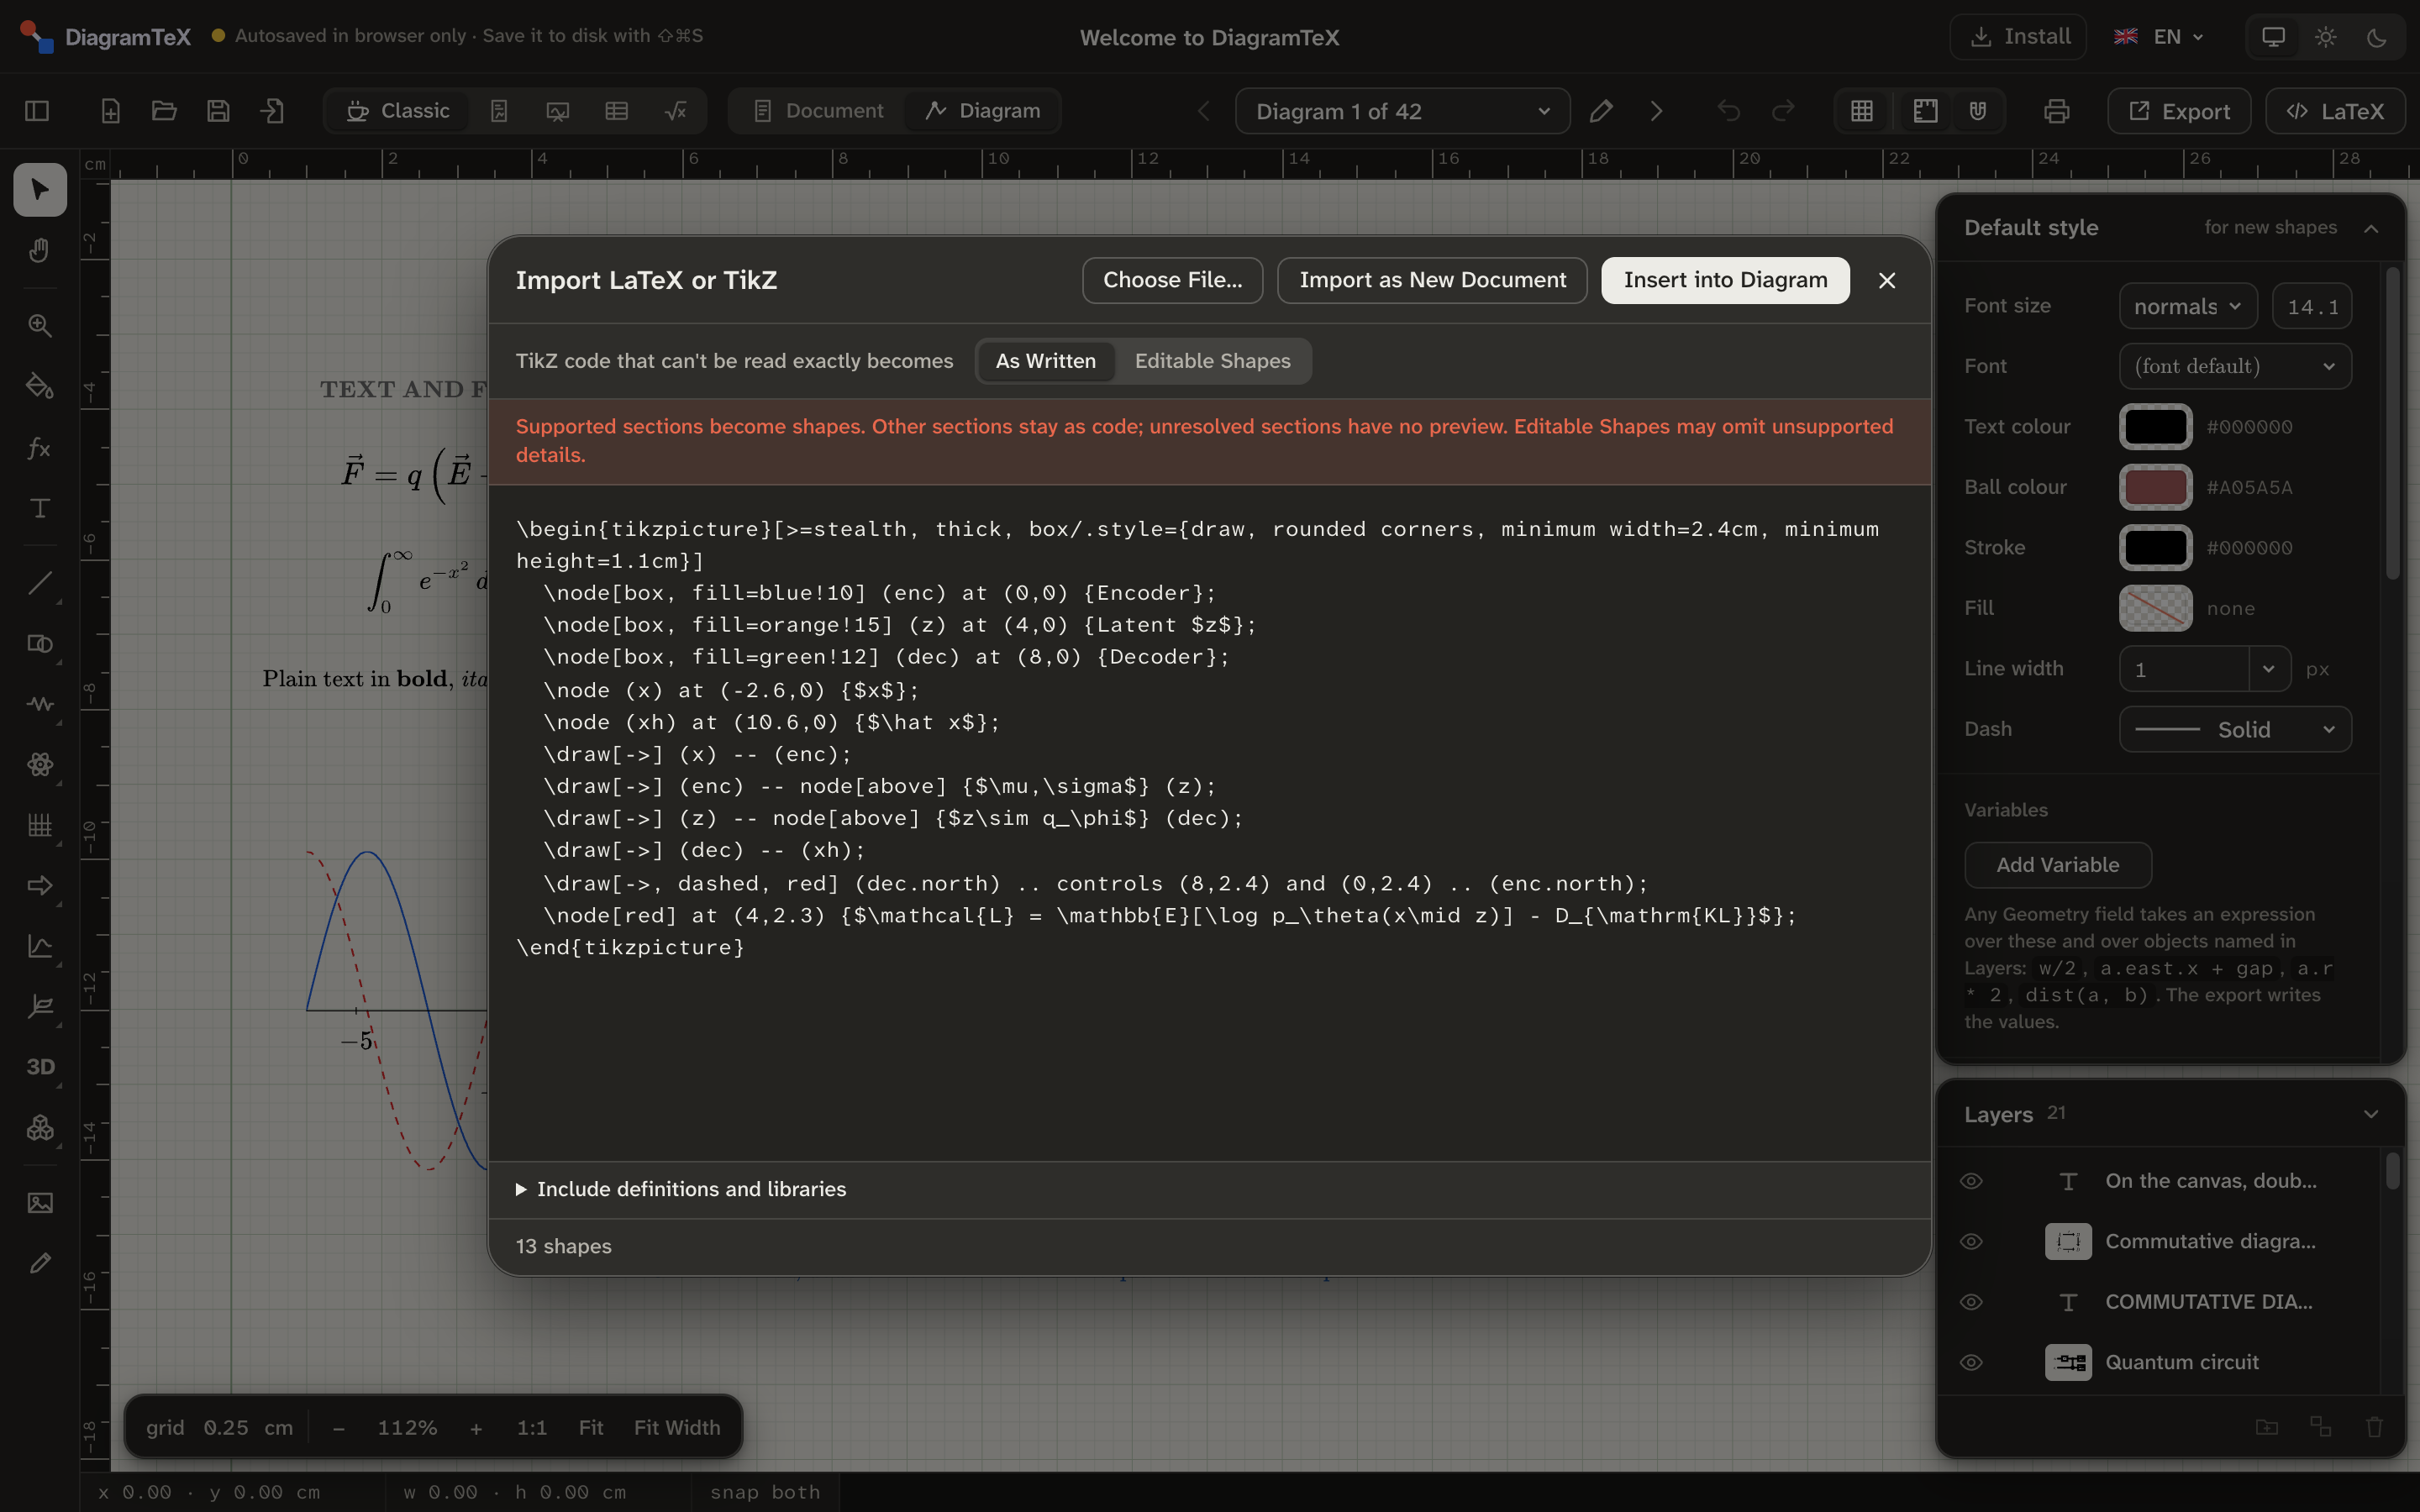 DiagramTeX
Autosaved in browser only · Save it to disk with ⇧⌘S
Welcome to DiagramTeX
Install
EN
Classic
Document
Diagram
Diagram 1 of 42
Export
LaTeX
cm
0 2 4 6 8 10 12 14 16 18 20 22 24 26 28
-2
-4
-6
-8
-10
-12
-14
-16
-18
TEXT AND F
F⃗ = q (E⃗ -
∫₀^∞ e^{-x²} d
Plain text in bold, ita
−5
3D
Import LaTeX or TikZ
Choose File...
Import as New Document
Insert into Diagram
TikZ code that can't be read exactly becomes
As Written
Editable Shapes
Supported sections become shapes. Other sections stay as code; unresolved sections have no preview. Editable Shapes may omit unsupported
details.
\begin{tikzpicture}[>=stealth, thick, box/.style={draw, rounded corners, minimum width=2.4cm, minimum
height=1.1cm}]
  \node[box, fill=blue!10] (enc) at (0,0) {Encoder};
  \node[box, fill=orange!15] (z) at (4,0) {Latent $z$};
  \node[box, fill=green!12] (dec) at (8,0) {Decoder};
  \node (x) at (-2.6,0) {$x$};
  \node (xh) at (10.6,0) {$\hat x$};
  \draw[->] (x) -- (enc);
  \draw[->] (enc) -- node[above] {$\mu,\sigma$} (z);
  \draw[->] (z) -- node[above] {$z\sim q_\phi$} (dec);
  \draw[->] (dec) -- (xh);
  \draw[->, dashed, red] (dec.north) .. controls (8,2.4) and (0,2.4) .. (enc.north);
  \node[red] at (4,2.3) {$\mathcal{L} = \mathbb{E}[\log p_\theta(x\mid z)] - D_{\mathrm{KL}}$};
\end{tikzpicture}
Include definitions and libraries
13 shapes
Default style
for new shapes
Font size
normals
14.1
Font
(font default)
Text colour
#000000
Ball colour
#A05A5A
Stroke
#000000
Fill
none
Line width
1
px
Dash
Solid
Variables
Add Variable
Any Geometry field takes an expression
over these and over objects named in
Layers: w/2, a.east.x + gap, a.r
* 2, dist(a, b). The export writes
the values.
Layers 21
On the canvas, doub...
Commutative diagra...
COMMUTATIVE DIA...
Quantum circuit
grid 0.25 cm
− 112% + 1:1 Fit Fit Width
x 0.00 · y 0.00 cm
w 0.00 · h 0.00 cm
snap both